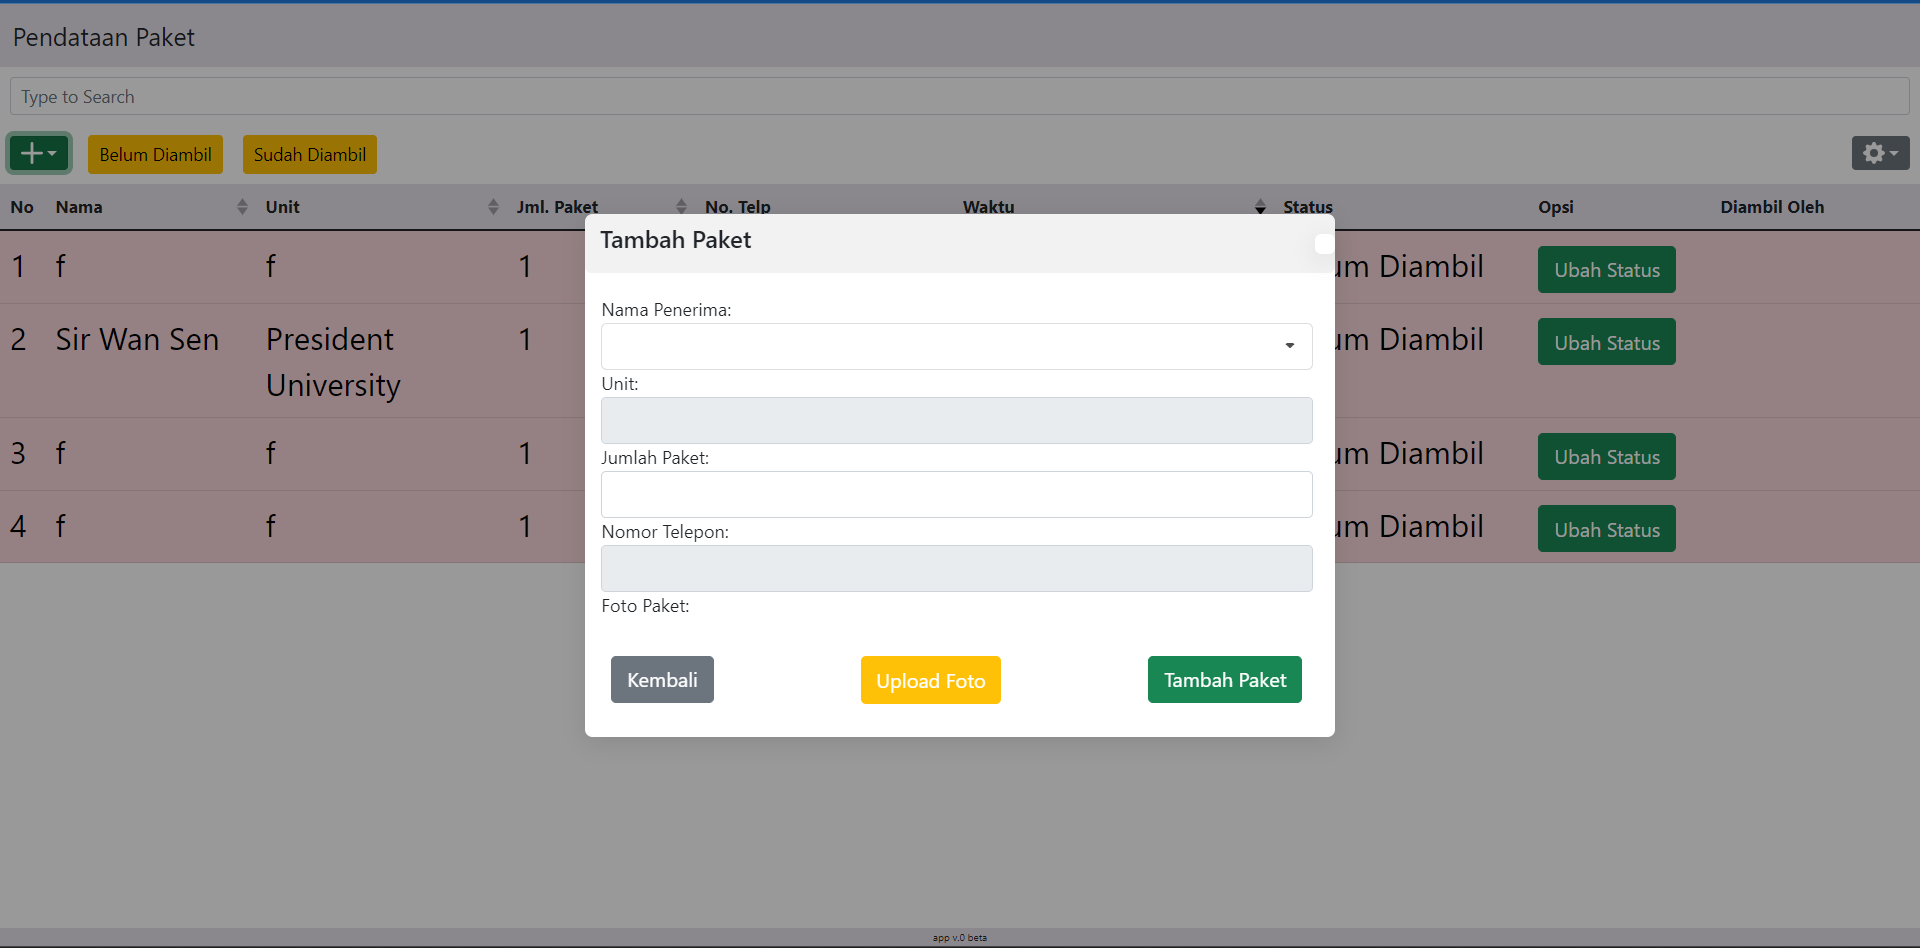 Pendataan Paket
Type to Search
Belum Diambil
Sudah Diambil
No Nama Unit Jml. Paket No. Telp Waktu Status Opsi Diambil Oleh
Tambah Paket
1 f f 1 um Diambil Ubah Status
2 Sir Wan Sen President University 1 um Diambil Ubah Status
3 f f 1 um Diambil Ubah Status
4 f f 1 um Diambil Ubah Status
Nama Penerima:
Unit:
Jumlah Paket:
Nomor Telepon:
Foto Paket:
Kembali
Upload Foto
Tambah Paket
app v.0 beta